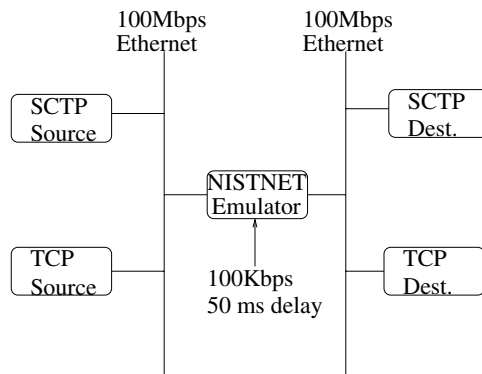 100Mbps
Ethernet
100Mbps
Ethernet
SCTP
Source
SCTP
Dest.
NISTNET
Emulator
TCP
Source
TCP
Dest.
100Kbps
50 ms delay